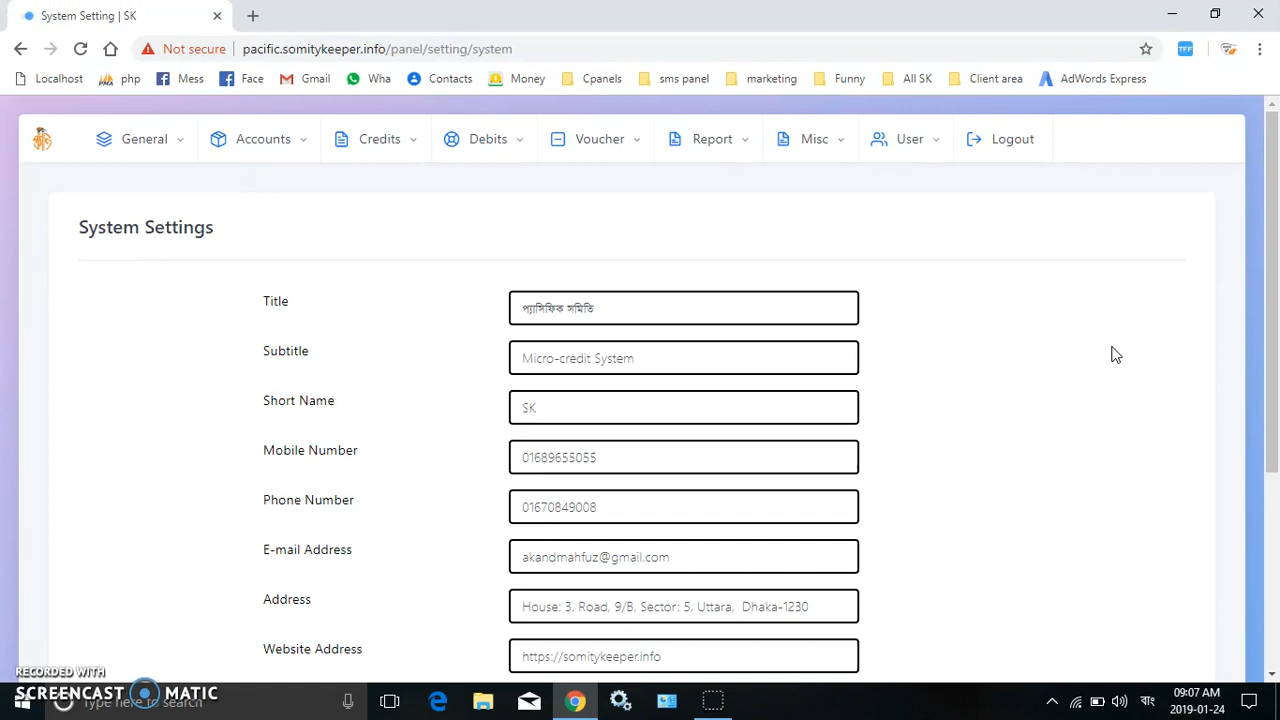 System Setting | SK
Not secure | pacific.somitykeeper.info/panel/setting/system
Localhost php Mess Face Gmail Wha Contacts Money Cpanels sms panel marketing Funny All SK Client area AdWords Express
TFF
General Accounts Credits Debits Voucher Report Misc User Logout
System Settings
Title প্যাসিফিক সমিতি
Subtitle Micro-credit System
Short Name SK
Mobile Number 01689655055
Phone Number 01670849008
E-mail Address akandmahfuz@gmail.com
Address House: 3, Road, 9/B, Sector: 5, Uttara, Dhaka-1230
Website Address https://somitykeeper.info
RECORDED WITH
SCREENCAST MATIC
Type here to search
বাং
09:07 AM
2019-01-24